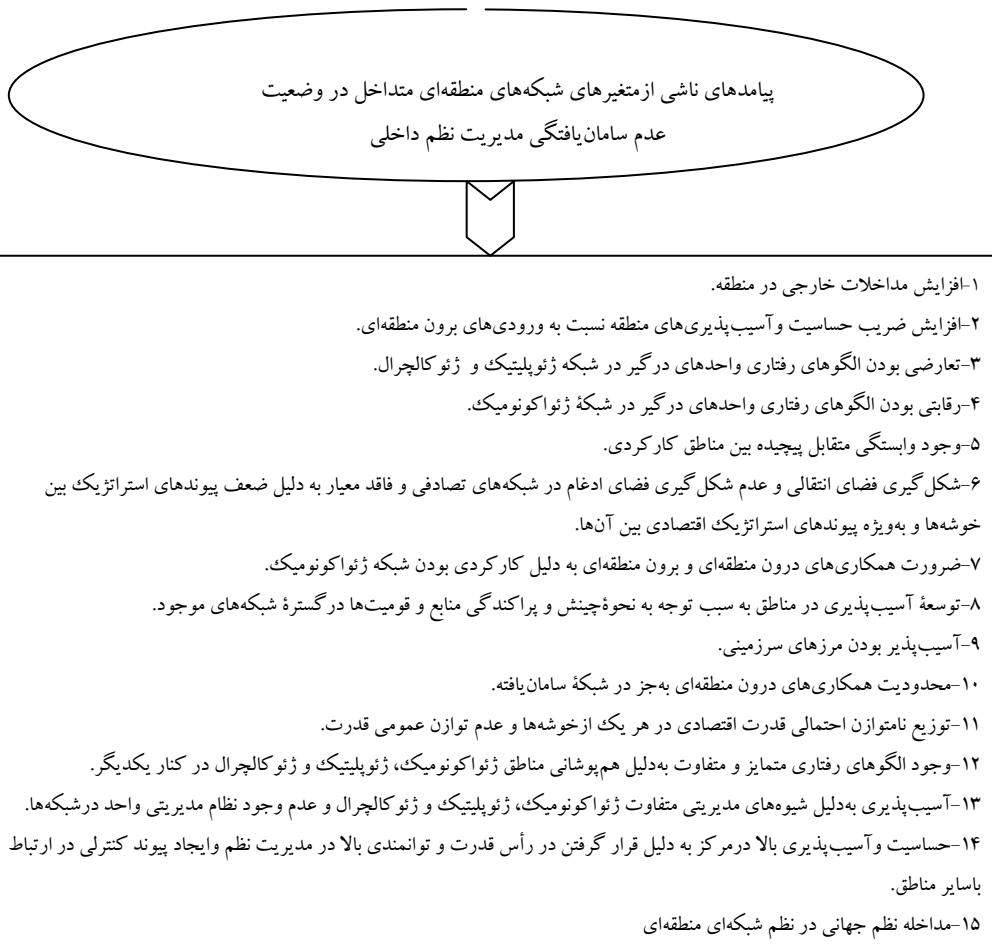 پیامدهای ناشی ازمتغیرهای شبکه‌های منطقه‌ای متداخل در وضعیت
عدم سامان‌یافتگی مدیریت نظم داخلی
۱-افزایش مداخلات خارجی در منطقه.
۲-افزایش ضریب حساسیت وآسیب‌پذیری‌های منطقه نسبت به ورودی‌های برون منطقه‌ای.
۳-تعارضی بودن الگوهای رفتاری واحدهای درگیر در شبکه ژئوپلیتیک و ژئوکالچرال.
۴-رقابتی بودن الگوهای رفتاری واحدهای درگیر در شبکهٔ ژئواکونومیک.
۵-وجود وابستگی متقابل پیچیده بین مناطق کارکردی.
۶-شکل‌گیری فضای انتقالی و عدم شکل‌گیری فضای ادغام در شبکه‌های تصادفی و فاقد معیار به دلیل ضعف پیوندهای استراتژیک بین
خوشه‌ها و به‌ویژه پیوندهای استراتژیک اقتصادی بین آن‌ها.
۷-ضرورت همکاری‌های درون منطقه‌ای و برون منطقه‌ای به دلیل کارکردی بودن شبکه ژئواکونومیک.
۸-توسعهٔ آسیب‌پذیری در مناطق به سبب توجه به نحوهٔچینش و پراکندگی منابع و قومیت‌ها درگسترهٔ شبکه‌های موجود.
۹-آسیب‌پذیر بودن مرزهای سرزمینی.
۱۰-محدودیت همکاری‌های درون منطقه‌ای به‌جز در شبکهٔ سامان‌یافته.
۱۱-توزیع نامتوازن احتمالی قدرت اقتصادی در هر یک ازخوشه‌ها و عدم توازن عمومی قدرت.
۱۲-وجود الگوهای رفتاری متمایز و متفاوت به‌دلیل هم‌پوشانی مناطق ژئواکونومیک، ژئوپلیتیک و ژئوکالچرال در کنار یکدیگر.
۱۳-آسیب‌پذیری به‌دلیل شیوه‌های مدیریتی متفاوت ژئواکونومیک، ژئوپلیتیک و ژئوکالچرال و عدم وجود نظام مدیریتی واحد درشبکه‌ها.
۱۴-حساسیت وآسیب‌پذیری بالا درمرکز به دلیل قرار گرفتن در رأس قدرت و توانمندی بالا در مدیریت نظم وایجاد پیوند کنترلی در ارتباط
باسایر مناطق.
۱۵-مداخله نظم جهانی در نظم شبکه‌ای منطقه‌ای